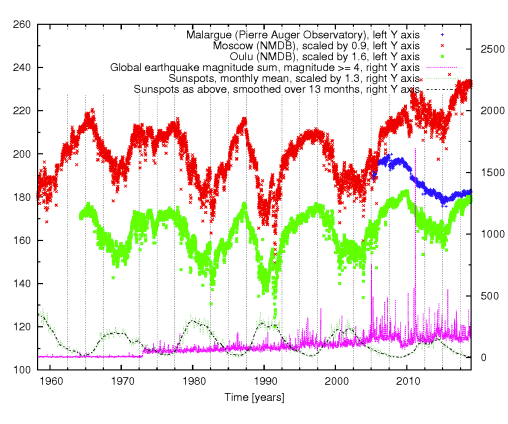 Malargue (Pierre Auger Observatory), left Y axis
Moscow (NMDB), scaled by 0.9, left Y axis
Oulu (NMDB), scaled by 1.6, left Y axis
Global earthquake magnitude sum, magnitude >= 4, right Y axis
Sunspots, monthly mean, scaled by 1.3, right Y axis
Sunspots as above, smoothed over 13 months, right Y axis
260
240
220
200
180
160
140
120
100
2500
2000
1500
1000
500
0
1960 1970 1980 1990 2000 2010
Time [years]